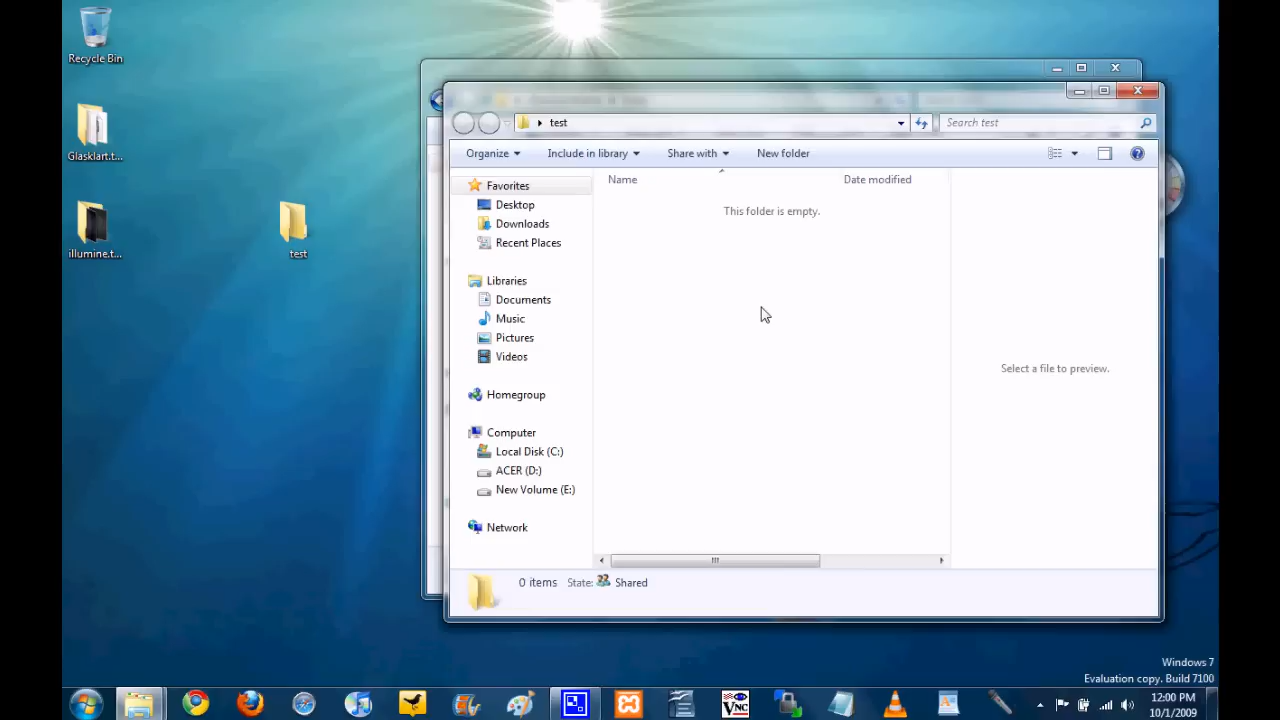 Recycle Bin
Glasklart.t...
illumine.t...
test
test
Search test
Organize
Include in library
Share with
New folder
Name
Date modified
This folder is empty.
Favorites
Desktop
Downloads
Recent Places
Libraries
Documents
Music
Pictures
Videos
Homegroup
Computer
Local Disk (C:)
ACER (D:)
New Volume (E:)
Network
Select a file to preview.
0 items State: Shared
Windows 7
Evaluation copy. Build 7100
VNC
12:00 PM
10/1/2009